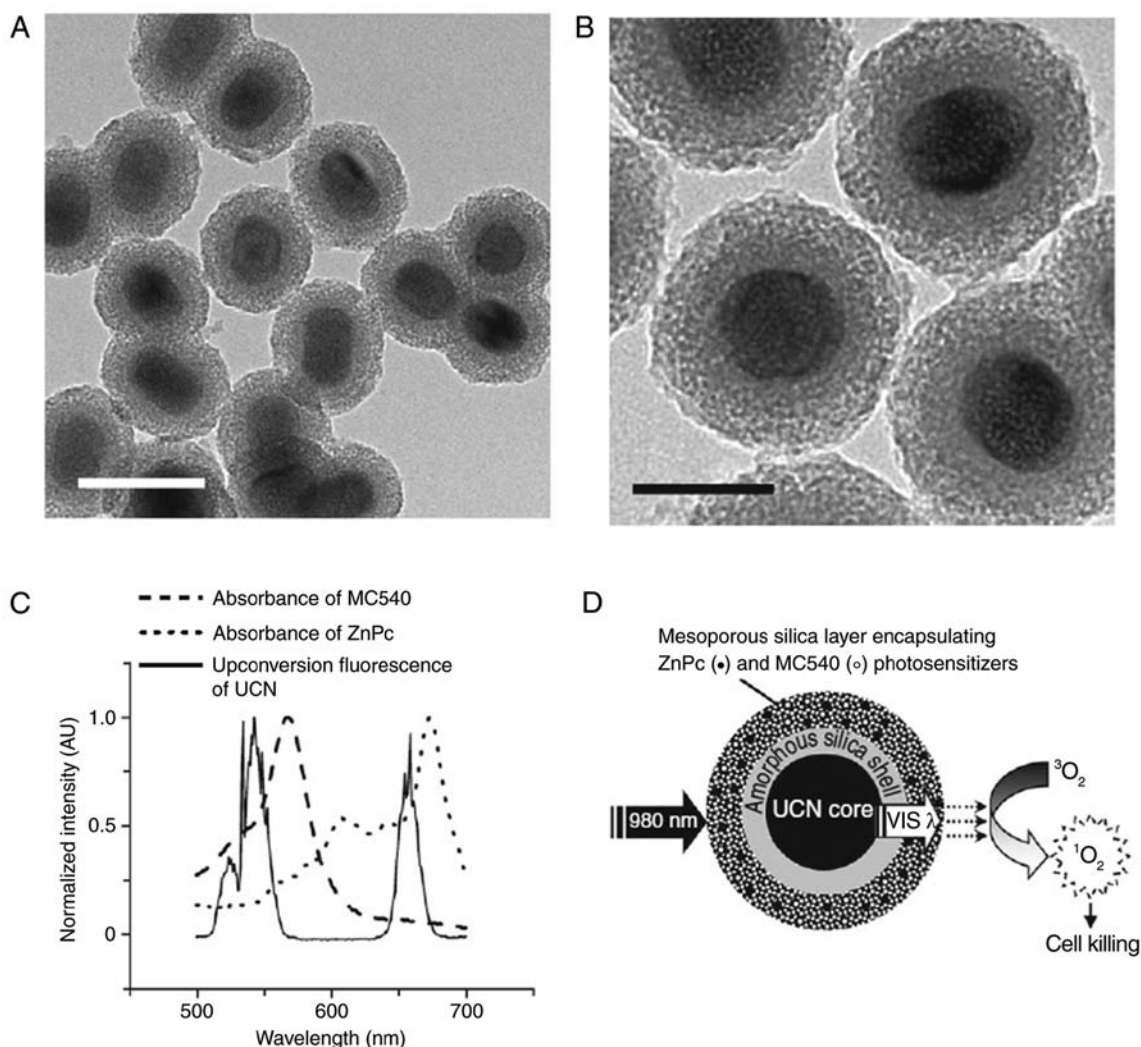 A
B
C
Absorbance of MC540
Absorbance of ZnPc
Upconversion fluorescence
of UCN
1.0
0.5
0
Normalized intensity (AU)
500
600
700
Wavelength (nm)
D
Mesoporous silica layer encapsulating
ZnPc (•) and MC540 (◦) photosensitizers
Amorphous silica shell
UCN core
980 nm
VIS λ
³O₂
¹O₂
Cell killing